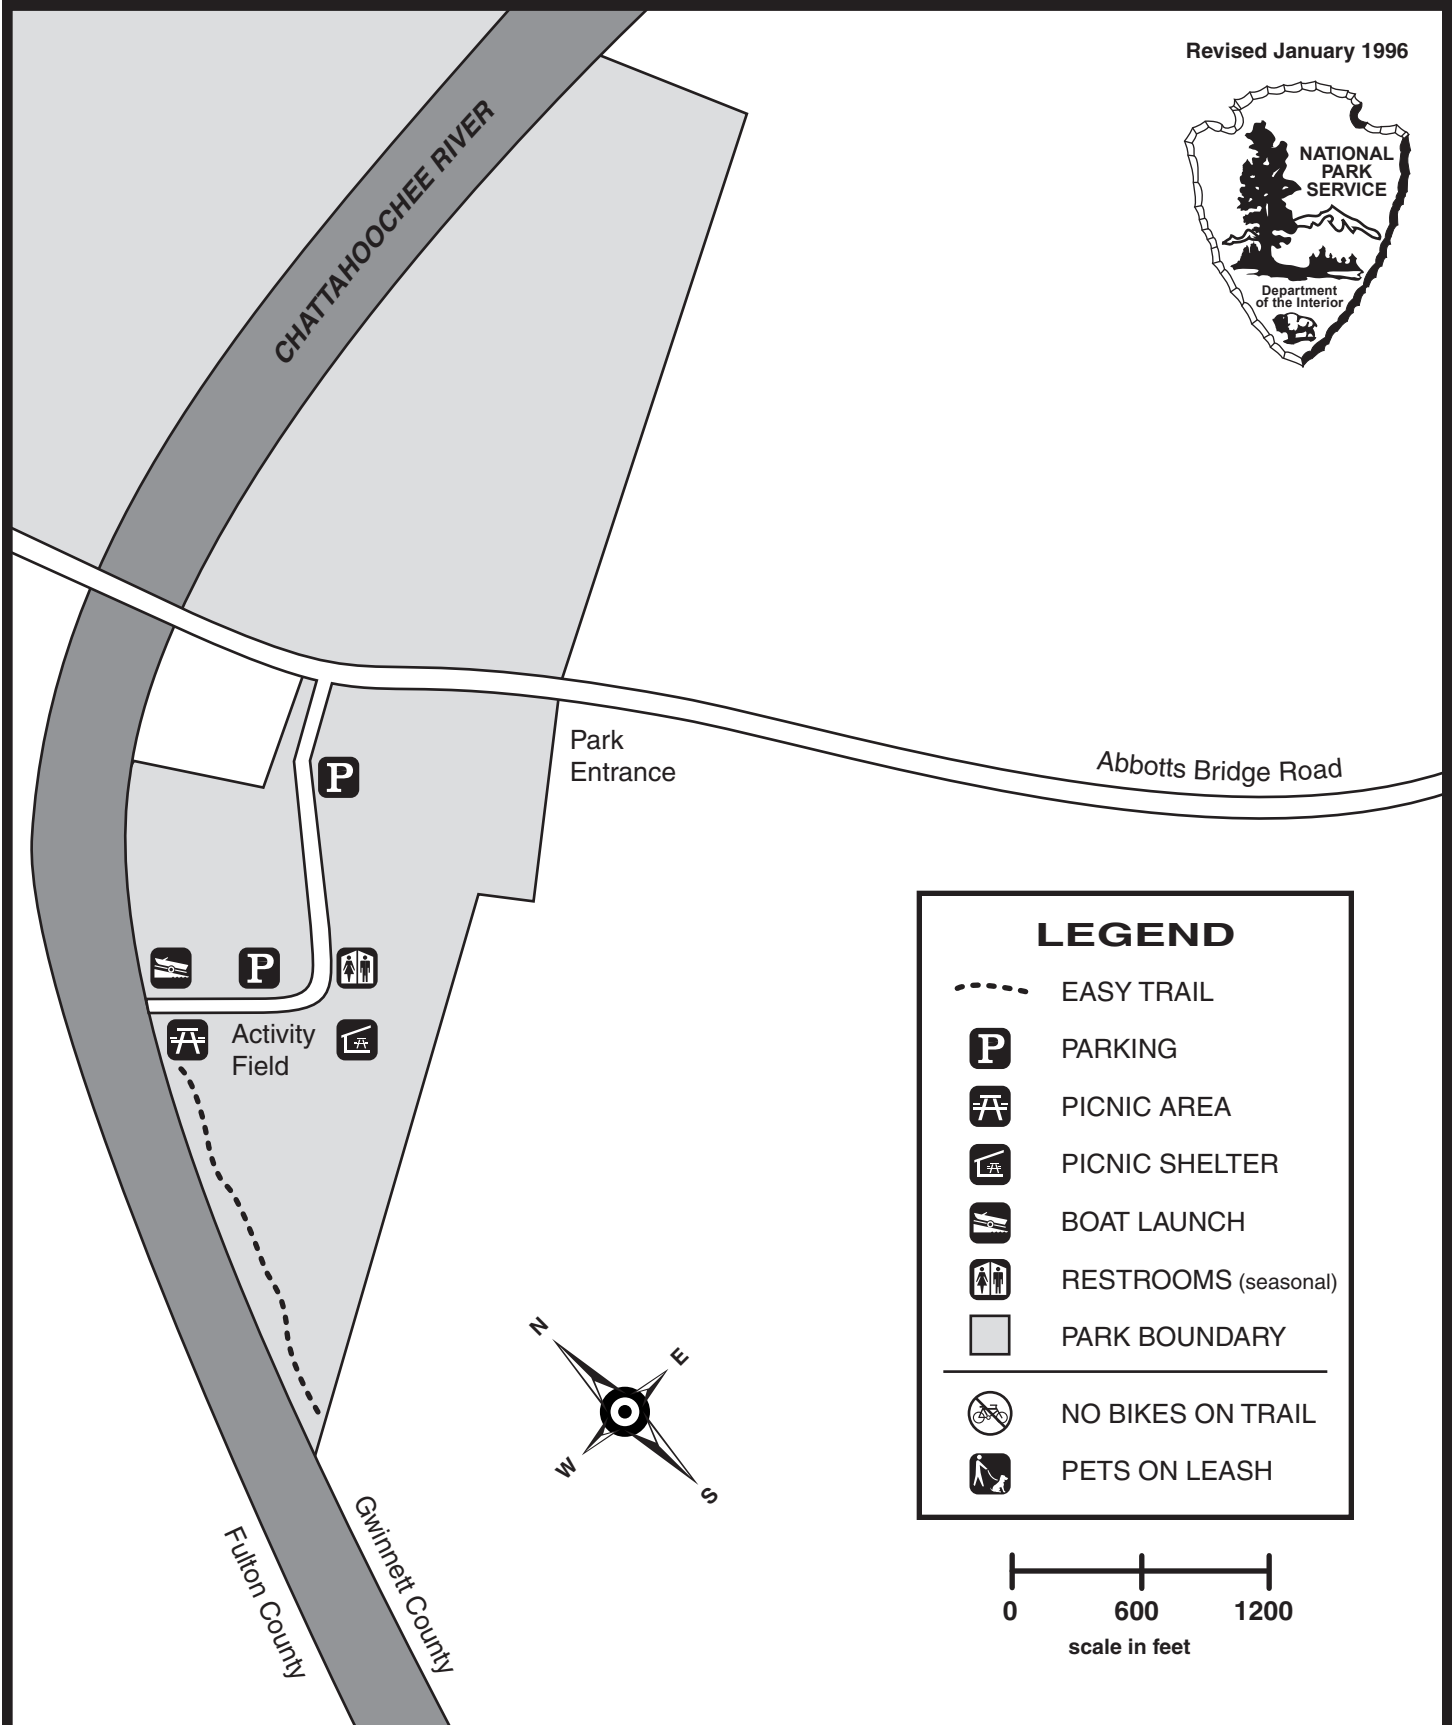 Revised January 1996
NATIONAL
PARK
SERVICE
Department
of the Interior
CHATTAHOOCHEE RIVER
Park
Entrance
Abbotts Bridge Road
P
P
Activity
Field
LEGEND
EASY TRAIL
P PARKING
PICNIC AREA
PICNIC SHELTER
BOAT LAUNCH
RESTROOMS (seasonal)
PARK BOUNDARY
NO BIKES ON TRAIL
PETS ON LEASH
N
E
W
S
Fulton County
Gwinnett County
0 600 1200
scale in feet